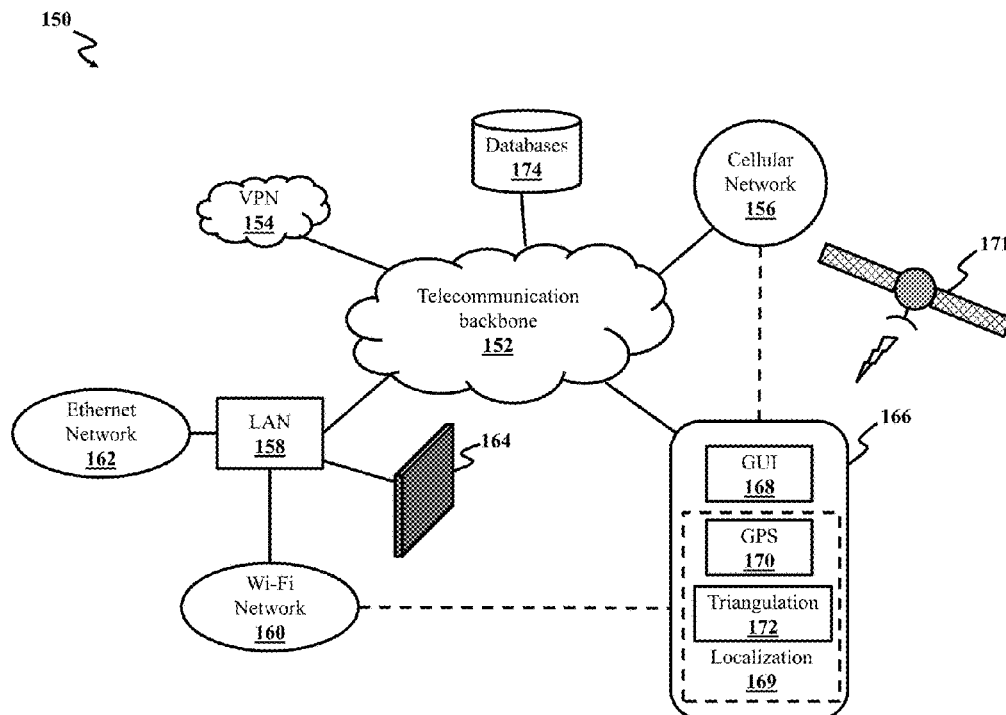 150
Databases
174
Cellular
Network
156
VPN
154
171
Telecommunication
backbone
152
Ethernet
Network
162
LAN
158
164
166
GUI
168
GPS
170
Wi-Fi
Network
160
Triangulation
172
Localization
169